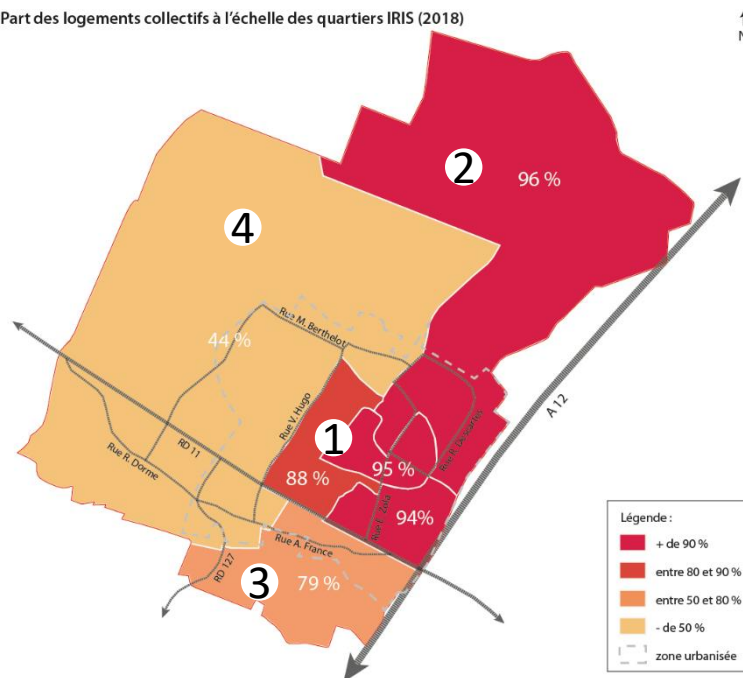 Part des logements collectifs à l'échelle des quartiers IRIS (2018)
N
2
96 %
4
Rue M. Berthelot
44 %
A 12
Rue V. Hugo
Rue R. Descartes
1
RD 11
Rue R. Dorme
95 %
88 %
Rue E. Zola
94%
Rue A. France
RD 127
3
79 %
Légende :
+ de 90 %
entre 80 et 90 %
entre 50 et 80 %
- de 50 %
zone urbanisée